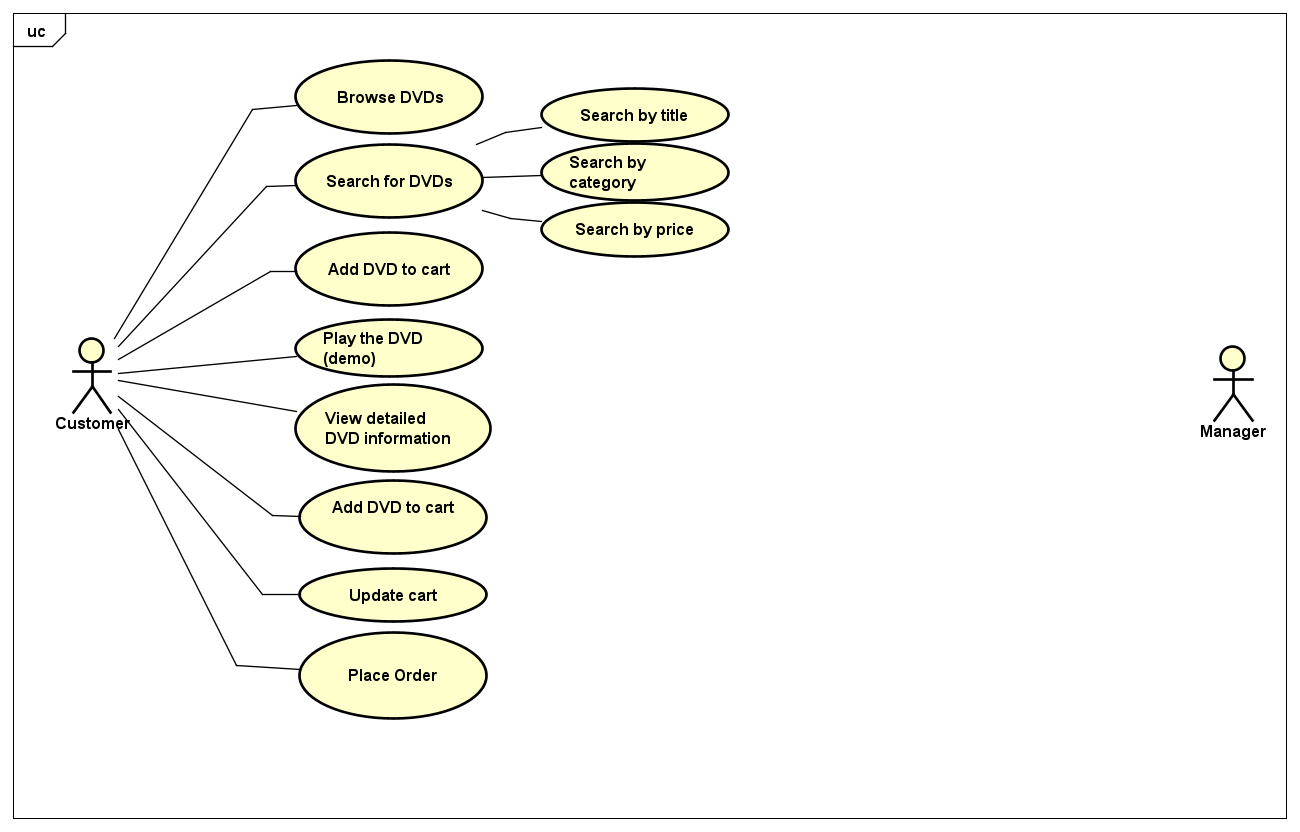 uc
Browse DVDs
Search for DVDs
Search by title
Search by
category
Search by price
Add DVD to cart
Play the DVD
(demo)
View detailed
DVD information
Add DVD to cart
Update cart
Place Order
Customer
Manager